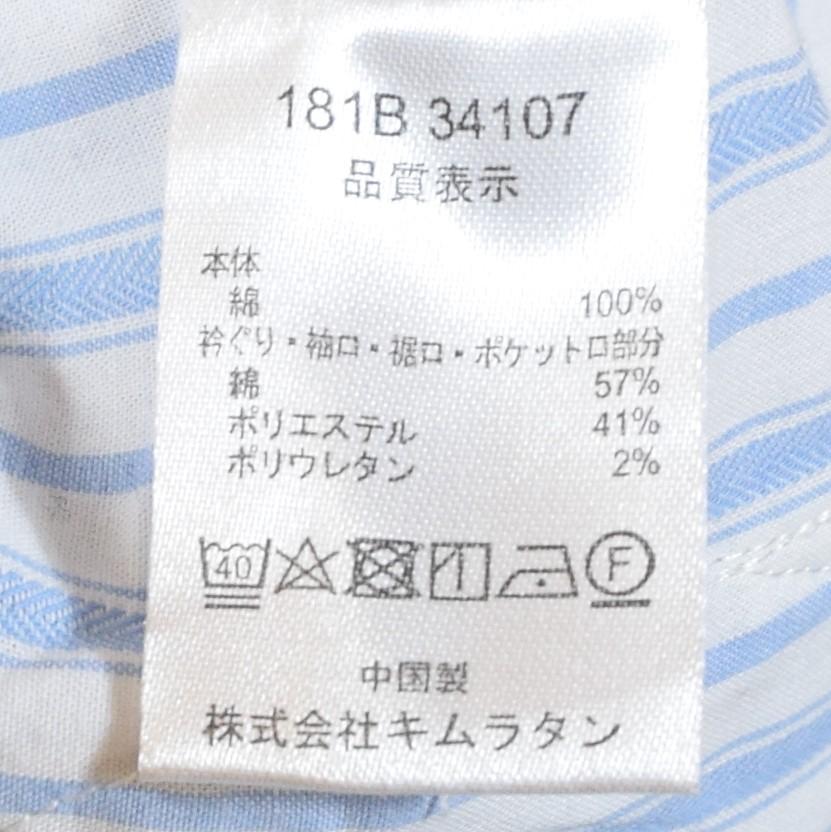 181B 34107
品質表示
本体
綿 100%
衿ぐり・袖口・裾口・ポケット口部分
綿 57%
ポリエステル 41%
ポリウレタン 2%
40 F
中国製
株式会社キムラタン